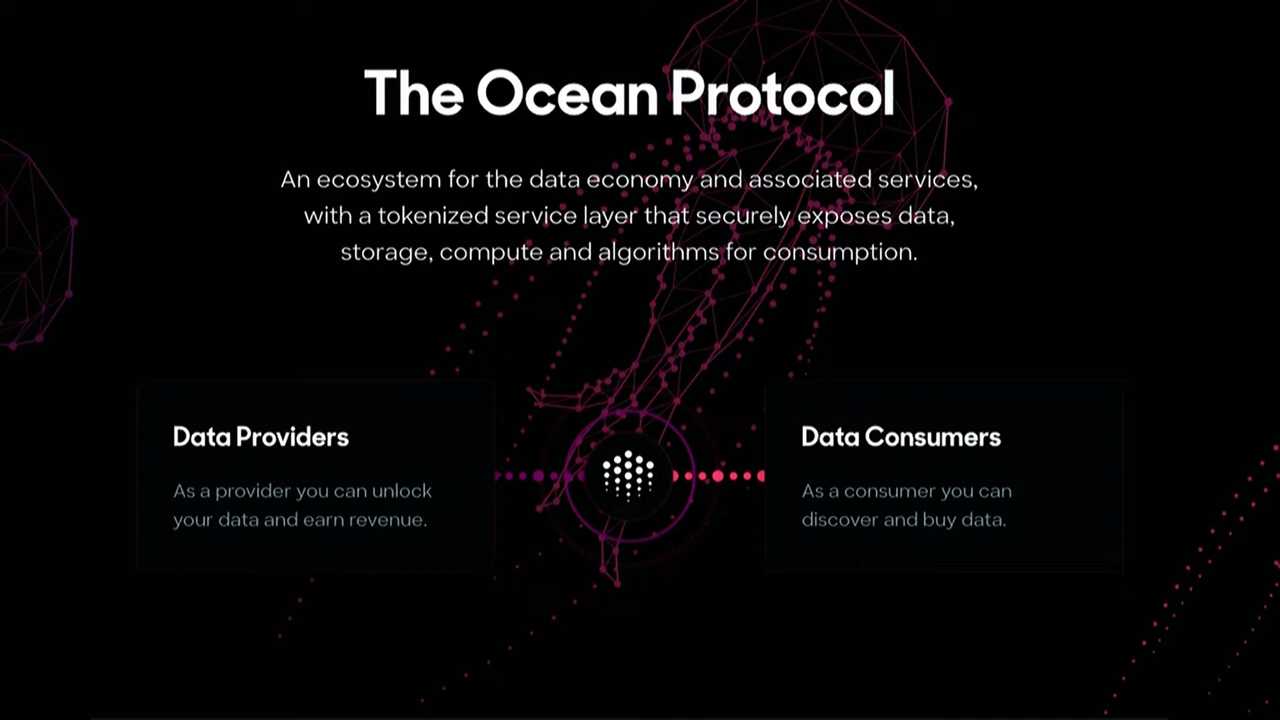 The Ocean Protocol
An ecosystem for the data economy and associated services,
with a tokenized service layer that securely exposes data,
storage, compute and algorithms for consumption.
Data Providers
As a provider you can unlock
your data and earn revenue.
Data Consumers
As a consumer you can
discover and buy data.